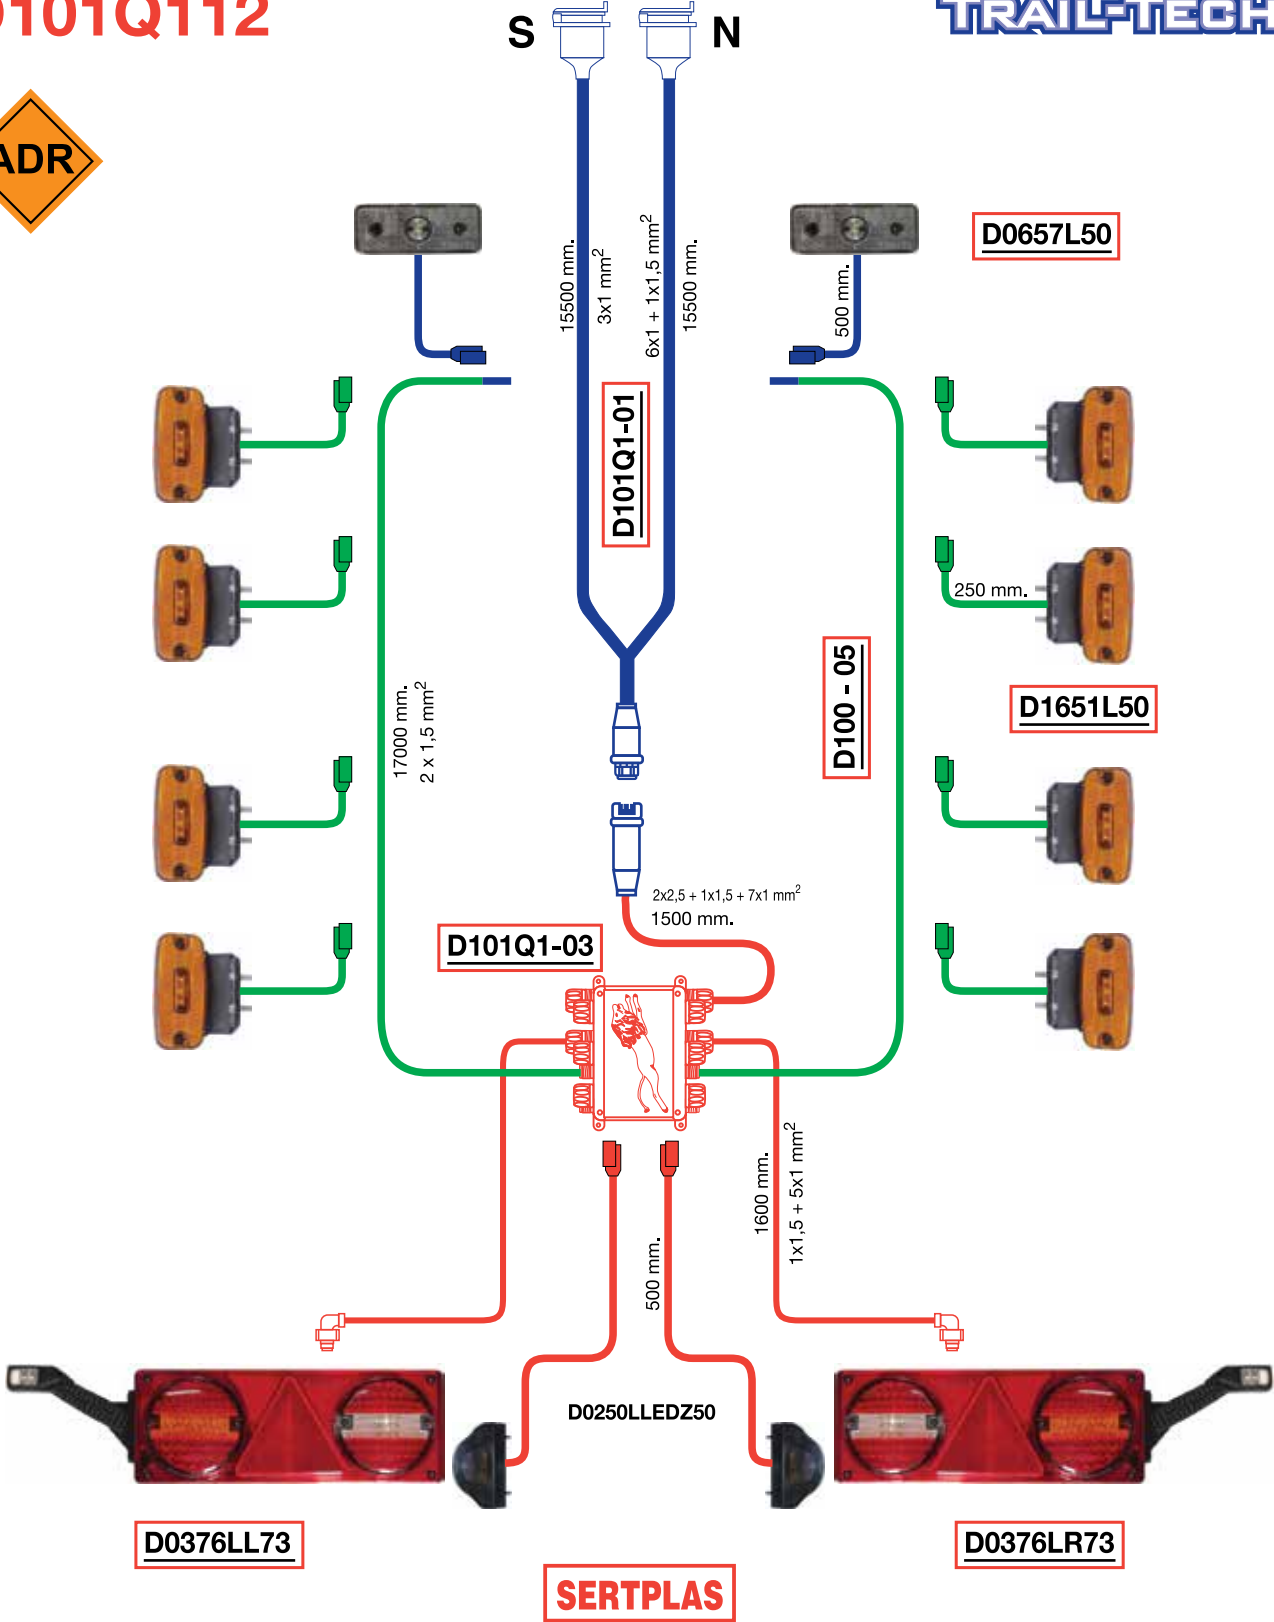 D101Q112
S
N
TRAIL-TECH
ADR
D0657L50
15500 mm.
3x1 mm²
6x1 + 1x1,5 mm²
15500 mm.
500 mm.
D101Q1-01
250 mm.
D100 - 05
D1651L50
17000 mm.
2 x 1,5 mm²
2x2,5 + 1x1,5 + 7x1 mm²
1500 mm.
D101Q1-03
1600 mm.
1x1,5 + 5x1 mm²
500 mm.
D0250LLEDZ50
D0376LL73
D0376LR73
SERTPLAS